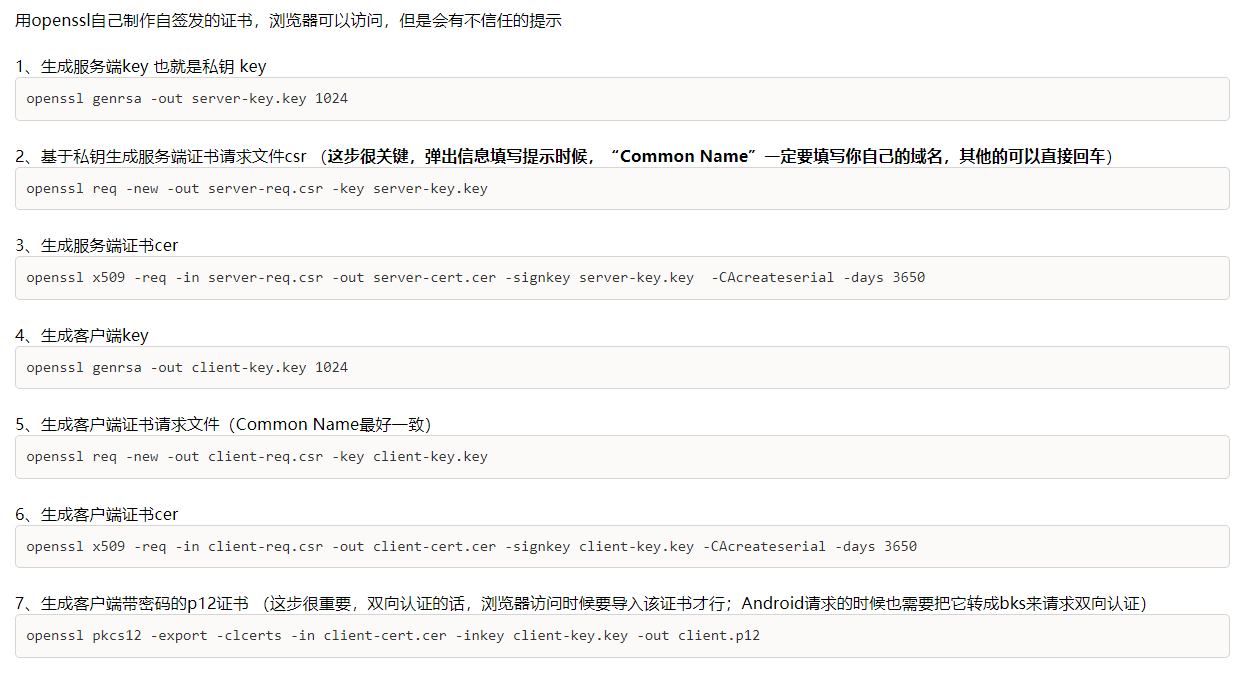 用openssl自己制作自签发的证书，浏览器可以访问，但是会有不信任的提示
1、生成服务端key 也就是私钥 key
openssl genrsa -out server-key.key 1024
2、基于私钥生成服务端证书请求文件csr （这步很关键，弹出信息填写提示时候，“Common Name”一定要填写你自己的域名，其他的可以直接回车）
openssl req -new -out server-req.csr -key server-key.key
3、生成服务端证书cer
openssl x509 -req -in server-req.csr -out server-cert.cer -signkey server-key.key  -CAcreateserial -days 3650
4、生成客户端key
openssl genrsa -out client-key.key 1024
5、生成客户端证书请求文件（Common Name最好一致）
openssl req -new -out client-req.csr -key client-key.key
6、生成客户端证书cer
openssl x509 -req -in client-req.csr -out client-cert.cer -signkey client-key.key -CAcreateserial -days 3650
7、生成客户端带密码的p12证书 （这步很重要，双向认证的话，浏览器访问时候要导入该证书才行；Android请求的时候也需要把它转成bks来请求双向认证）
openssl pkcs12 -export -clcerts -in client-cert.cer -inkey client-key.key -out client.p12